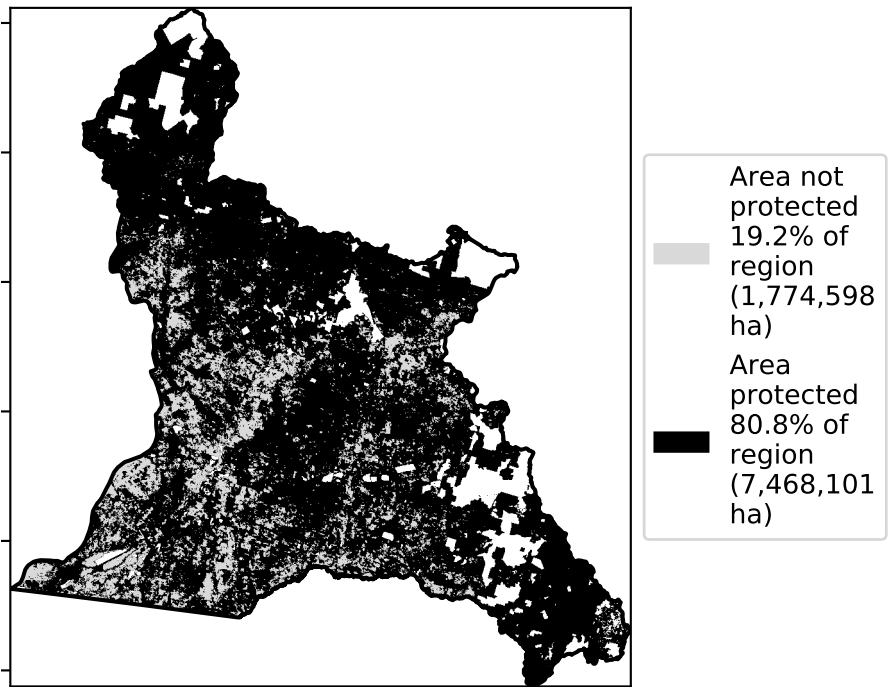 Area not
protected
19.2% of
region
(1,774,598
ha)
Area
protected
80.8% of
region
(7,468,101
ha)